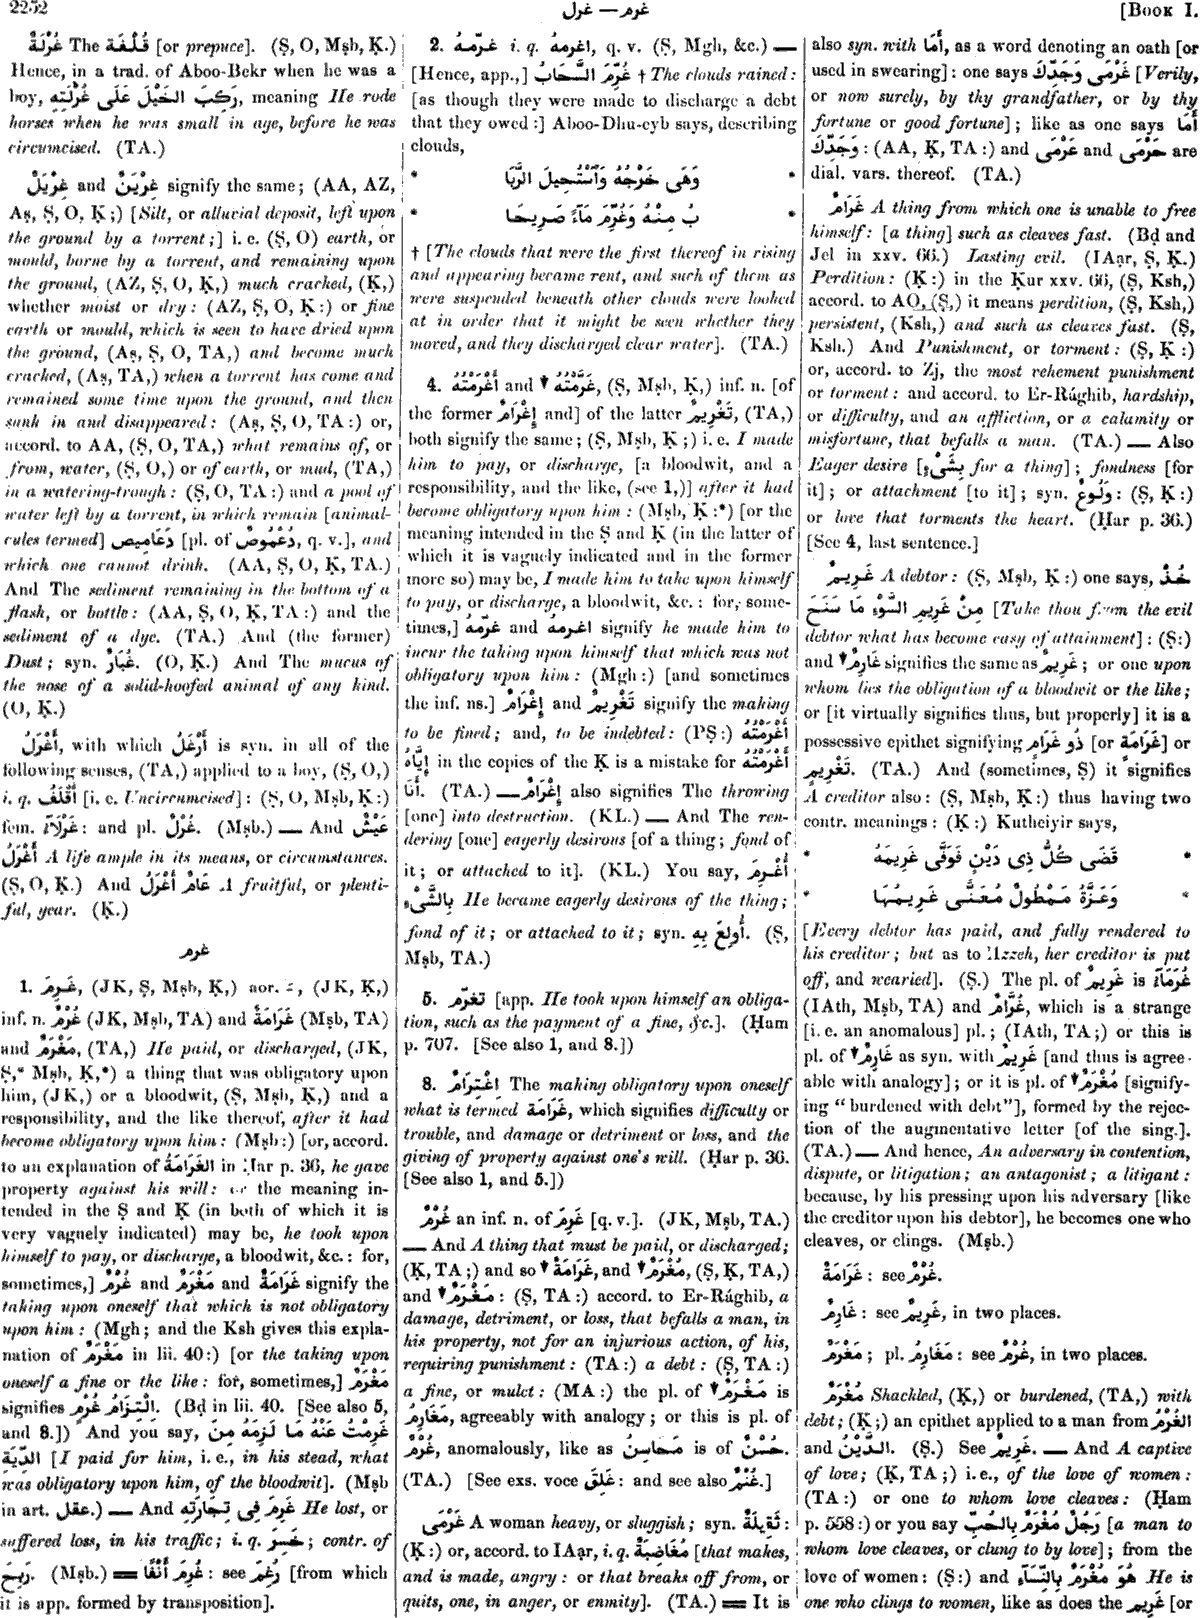 2252
غرل — غرم
[BOOK I.
غُرْلَةٌ The قُلْفَة [or prepuce]. (Ṣ, O, Mṣb, Ḳ.)
Hence, in a trad. of Aboo-Bekr when he was a
boy, رَكِبَ الخَيْلَ عَلَى غُرْلَتِهِ, meaning He rode
horses when he was small in age, before he was
circumcised. (TA.)
غِرْيَلٌ and غِرْيَنٌ signify the same; (AA, AZ,
Aṣ, Ṣ, O, Ḳ;) [Silt, or alluvial deposit, left upon
the ground by a torrent;] i. e. (Ṣ, O) earth, or
mould, borne by a torrent, and remaining upon
the ground, (AZ, Ṣ, O, Ḳ,) much cracked, (Ḳ,)
whether moist or dry: (AZ, Ṣ, O, Ḳ:) or fine
earth or mould, which is seen to have dried upon
the ground, (Aṣ, Ṣ, O, TA,) and become much
cracked, (Aṣ, TA,) when a torrent has come and
remained some time upon the ground, and then
sunk in and disappeared: (Aṣ, Ṣ, O, TA:) or,
accord. to AA, (Ṣ, O, TA,) what remains of, or
from, water, (Ṣ, O,) or of earth, or mud, (TA,)
in a watering-trough: (Ṣ, O, TA:) and a pool of
water left by a torrent, in which remain [animal-
cules termed] دَعَامِيص [pl. of دُعْمُوصٌ, q. v.], and
which one cannot drink. (AA, Ṣ, O, Ḳ, TA.)
And The sediment remaining in the bottom of a
flask, or bottle: (AA, Ṣ, O, Ḳ, TA:) and the
sediment of a dye. (TA.) And (the former)
Dust; syn. غُبَارٌ. (O, Ḳ.) And The mucus of
the nose of a solid-hoofed animal of any kind.
(O, Ḳ.)
أَغْرَلُ, with which أَرْغَلُ is syn. in all of the
following senses, (TA,) applied to a boy, (Ṣ, O,)
i. q. أَقْلَفُ [i. e. Uncircumcised]: (Ṣ, O, Mṣb, Ḳ:)
fem. غَرْلَآءُ: and pl. غُرْلٌ. (Mṣb.) — And عَيْشٌ
أَغْرَلُ A life ample in its means, or circumstances.
(Ṣ, O, Ḳ.) And عَامٌ أَغْرَلُ A fruitful, or plenti-
ful, year. (Ḳ.)
غرم
1. غَرِمَ, (JK, Ṣ, Mṣb, Ḳ,) aor. ـَ, (JK, Ḳ,)
inf. n. غُرْمٌ (JK, Mṣb, TA) and غَرَامَةٌ (Mṣb, TA)
and مَغْرَمٌ, (TA,) He paid, or discharged, (JK,
Ṣ,* Mṣb, Ḳ,*) a thing that was obligatory upon
him, (JK,) or a bloodwit, (Ṣ, Mṣb, Ḳ,) and a
responsibility, and the like thereof, after it had
become obligatory upon him: (Mṣb:) [or, accord.
to an explanation of الغَرَامَةُ in Ḥar p. 36, he gave
property against his will: or the meaning in-
tended in the Ṣ and Ḳ (in both of which it is
very vaguely indicated) may be, he took upon
himself to pay, or discharge, a bloodwit, &c.: for,
sometimes,] غَرَامَةٌ and مَغْرَمٌ and غُرْمٌ signify the
taking upon oneself that which is not obligatory
upon him: (Mgh; and the Ksh gives this expla-
nation of مَغْرَمٌ in lii. 40:) [or the taking upon
oneself a fine or the like: for, sometimes,] مَغْرَمٌ
signifies الْتِزَامُ غُرْمٍ. (Bḍ in lii. 40. [See also 5,
and 8.]) And you say, غَرِمْتُ عَنْهُ مَا لَزِمَهُ مِنَ
الدِّيَةِ [I paid for him, i. e., in his stead, what
was obligatory upon him, of the bloodwit]. (Mṣb
in art. عقل.) — And غَرِمَ فِى تِجَارَتِهِ He lost, or
suffered loss, in his traffic; i. q. خَسِرَ; contr. of
رَبِحَ. (Mṣb.) = غُرِمَ أَنْفًا: see رُغِمَ [from which
it is app. formed by transposition].
2. غرّمهُ i. q. اغرمهُ, q. v. (Ṣ, Mgh, &c.) —
[Hence, app.,] غُرِّمَ السَّحَابُ † The clouds rained:
[as though they were made to discharge a debt
that they owed:] Aboo-Dhu-eyb says, describing
clouds,
* وَهَى خَرْجُهُ وَٱسْتُحِيلَ الرَّبَا *
* بُ مِنْهُ وَغُرِّمَ مَآءً صَرِيحَا *
† [The clouds that were the first thereof in rising
and appearing became rent, and such of them as
were suspended beneath other clouds were looked
at in order that it might be seen whether they
moved, and they discharged clear water]. (TA.)
4. أَغْرَمْتُهُ and ▼ غَرَّمْتُهُ, (Ṣ, Mṣb, Ḳ,) inf. n. [of
the former إِغْرَامٌ and] of the latter تَغْرِيمٌ, (TA,)
both signify the same; (Ṣ, Mṣb, Ḳ;) i. e. I made
him to pay, or discharge, [a bloodwit, and a
responsibility, and the like, (see 1,)] after it had
become obligatory upon him: (Mṣb, Ḳ:*) [or the
meaning intended in the Ṣ and Ḳ (in the latter of
which it is vaguely indicated and in the former
more so) may be, I made him to take upon himself
to pay, or discharge, a bloodwit, &c.: for, some-
times,] غرّمهُ and اغرمهُ signify he made him to
incur the taking upon himself that which was not
obligatory upon him: (Mgh:) [and sometimes
the inf. ns.] إِغْرَامٌ and تَغْرِيمٌ signify the making
to be fined; and, to be indebted: (PṢ:) أَغْرَمْتُهُ
إِيَّاهُ in the copies of the Ḳ is a mistake for أَغْرَمْتُهُ
أَنَا. (TA.) — إِغْرَامٌ also signifies The throwing
[one] into destruction. (KL.) — And The ren-
dering [one] eagerly desirous [of a thing; fond of
it; or attached to it]. (KL.) You say, أُغْرِمَ
بِالشَّىْءِ He became eagerly desirous of the thing;
fond of it; or attached to it; syn. أُولِعَ بِهِ. (Ṣ,
Mṣb, TA.)
5. تغرّم [app. He took upon himself an obliga-
tion, such as the payment of a fine, &c.]. (Ḥam
p. 707. [See also 1, and 8.])
8. اِغْتِرَامٌ The making obligatory upon oneself
what is termed غَرَامَة, which signifies difficulty or
trouble, and damage or detriment or loss, and the
giving of property against one's will. (Ḥar p. 36.
[See also 1, and 5.])
غُرْمٌ an inf. n. of غَرِمَ [q. v.]. (JK, Mṣb, TA.)
— And A thing that must be paid, or discharged;
(Ḳ, TA;) and so ▼ غَرَامَةٌ, and ▼ مُغْرَمٌ, (Ṣ, Ḳ, TA,)
and ▼ مَغْرَمٌ: (Ṣ, TA:) accord. to Er-Rághib, a
damage, detriment, or loss, that befalls a man, in
his property, not for an injurious action, of his,
requiring punishment: (TA:) a debt: (Ṣ, TA:)
a fine, or mulct: (MA:) the pl. of ▼ مَغْرَمٌ is
مَغَارِمُ, agreeably with analogy; or this is pl. of
غُرْمٌ, anomalously, like as مَحَاسِنُ is of حُسْنٌ.
(TA.) [See exs. voce غَلِقَ: and see also غُنْمٌ.]
غَرْمَى A woman heavy, or sluggish; syn. ثَقِيلَةٌ:
(Ḳ:) or, accord. to IAạr, i. q. مُغَاضِبَةٌ [that makes,
and is made, angry: or that breaks off from, or
quits, one, in anger, or enmity]. (TA.) = It is
also syn. with أَمَا, as a word denoting an oath [or
used in swearing]: one says غَرْمَى وَجَدِّكَ [Verily,
or now surely, by thy grandfather, or by thy
fortune or good fortune]; like as one says أَمَا
وَجَدِّكَ: (AA, Ḳ, TA:) and عَرْمَى and حَرْمَى are
dial. vars. thereof. (TA.)
غَرَامٌ A thing from which one is unable to free
himself: [a thing] such as cleaves fast. (Bḍ and
Jel in xxv. 66.) Lasting evil. (IAạr, Ṣ, Ḳ.)
Perdition: (Ḳ:) in the Ḳur xxv. 66, (Ṣ, Ksh,)
accord. to AO, (Ṣ,) it means perdition, (Ṣ, Ksh,)
persistent, (Ksh,) and such as cleaves fast. (Ṣ,
Ksh.) And Punishment, or torment: (Ṣ, Ḳ:)
or, accord. to Zj, the most vehement punishment
or torment: and accord. to Er-Rághib, hardship,
or difficulty, and an affliction, or a calamity or
misfortune, that befalls a man. (TA.) — Also
Eager desire [بِشَىْءٍ for a thing]; fondness [for
it]; or attachment [to it]; syn. وَلُوعٌ: (Ṣ, Ḳ:)
or love that torments the heart. (Ḥar p. 36.)
[See 4, last sentence.]
غَرِيمٌ A debtor: (Ṣ, Mṣb, Ḳ:) one says, خُذْ
مِنْ غَرِيمِ السَّوْءِ مَا سَنَحَ [Take thou from the evil
debtor what has become easy of attainment]: (Ṣ:)
and ▼ غَارِمٌ signifies the same as غَرِيمٌ; or one upon
whom lies the obligation of a bloodwit or the like;
or [it virtually signifies thus, but properly] it is a
possessive epithet signifying ذُو غَرَامٍ [or غَرَامَةٍ] or
تَغْرِيمٍ. (TA.) And (sometimes, Ṣ) it signifies
A creditor also: (Ṣ, Mṣb, Ḳ:) thus having two
contr. meanings: (Ḳ:) Kutheiyir says,
* قَضَى كُلُّ ذِى دَيْنٍ فَوَفَّى غَرِيمَهُ *
* وَعَزَّةُ مَمْطُولٌ مُعَنًّى غَرِيمُهَا *
[Every debtor has paid, and fully rendered to
his creditor; but as to 'Azzeh, her creditor is put
off, and wearied]. (Ṣ.) The pl. of غَرِيمٌ is غُرَمَآءُ
(IAth, Mṣb, TA) and غُرَّامٌ, which is a strange
[i. e. an anomalous] pl.; (IAth, TA;) or this is
pl. of ▼ غَارِمٌ as syn. with غَرِيمٌ [and thus is agree-
able with analogy]; or it is pl. of ▼ مُغْرَمٌ [signify-
ing "burdened with debt"], formed by the rejec-
tion of the augmentative letter [of the sing.].
(TA.) — And hence, An adversary in contention,
dispute, or litigation; an antagonist; a litigant:
because, by his pressing upon his adversary [like
the creditor upon his debtor], he becomes one who
cleaves, or clings. (Mṣb.)
غَرَامَةٌ: see غُرْمٌ.
غَارِمٌ: see غَرِيمٌ, in two places.
مَغْرَمٌ; pl. مَغَارِمُ: see غُرْمٌ, in two places.
مُغْرَمٌ Shackled, (Ḳ,) or burdened, (TA,) with
debt; (Ḳ;) an epithet applied to a man from الغُرْمُ
and الدَّيْنُ. (Ṣ.) See غَرِيمٌ. — And A captive
of love; (Ḳ, TA;) i. e., of the love of women:
(TA:) or one to whom love cleaves: (Ḥam
p. 558:) or you say رَجُلٌ مُغْرَمٌ بِالحُبِّ [a man to
whom love cleaves, or clung to by love]; from the
love of women: (Ṣ:) and هُوَ مُغْرَمٌ بِالنِّسَآءِ He is
one who clings to women, like as does the غَرِيم [or